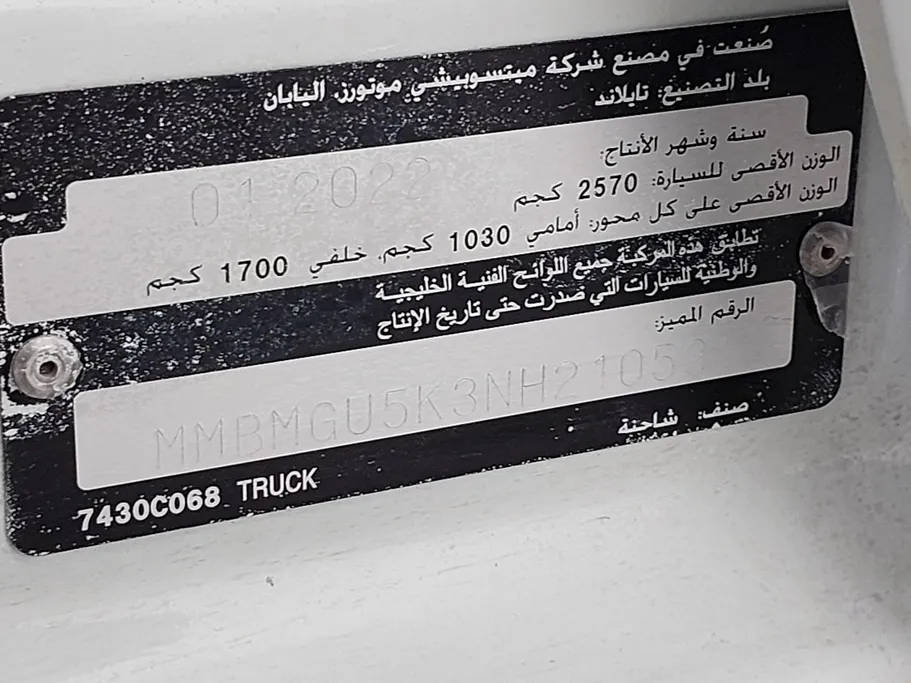 صُنعت في مصنع شركة ميتسوبيشي موتورز. اليابان
بلد التصنيع: تايلاند
سنة وشهر الأنتاج:
01 2022
الوزن الأقصى للسيارة: 2570 كجم
الوزن الأقصى على كل محور: أمامي 1030 كجم. خلفي 1700 كجم
تطابق هذه المركبة جميع اللوائح الفنية الخليجية
والوطنية للسيارات التي صدرت حتى تاريخ الإنتاج
الرقم المميز:
MMBMGU5K3NH21053
صنف: شاحنة
7430C068 TRUCK